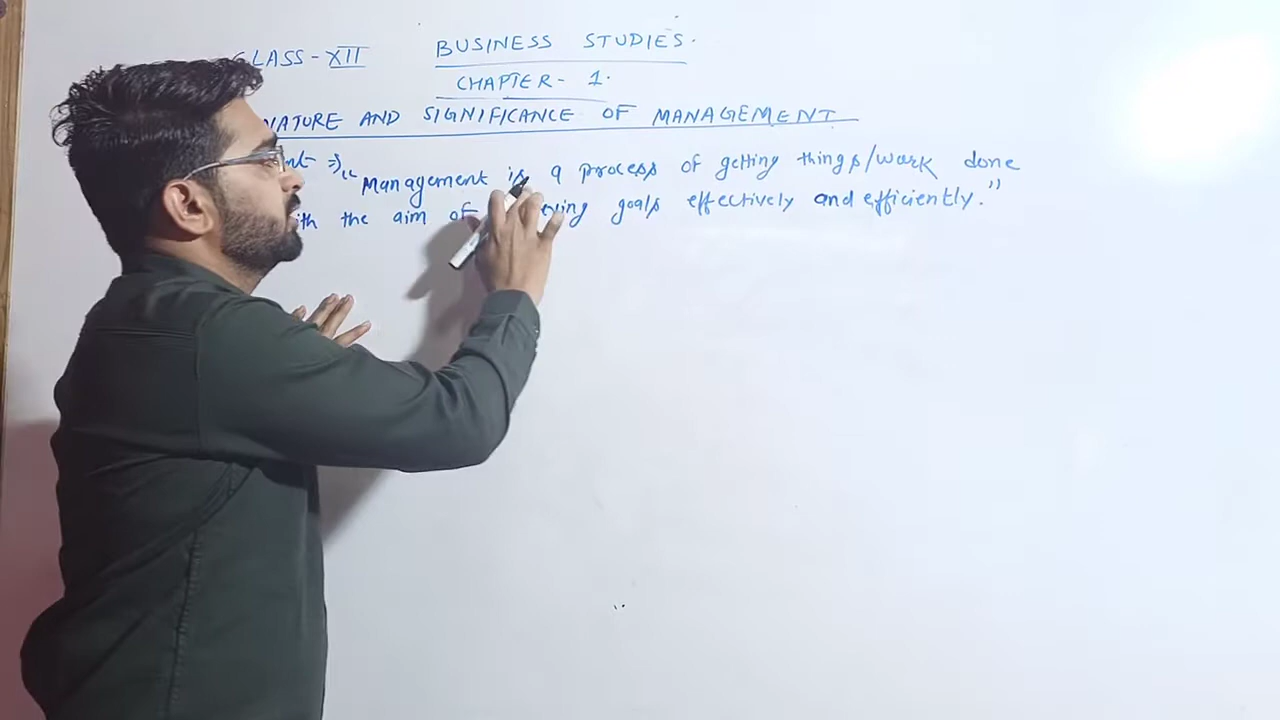 CLASS - XII BUSINESS STUDIES.
CHAPTER - 1.
NATURE AND SIGNIFICANCE OF MANAGEMENT
⇒ "Management is a process of getting things/work done
the aim of goals effectively and efficiently."